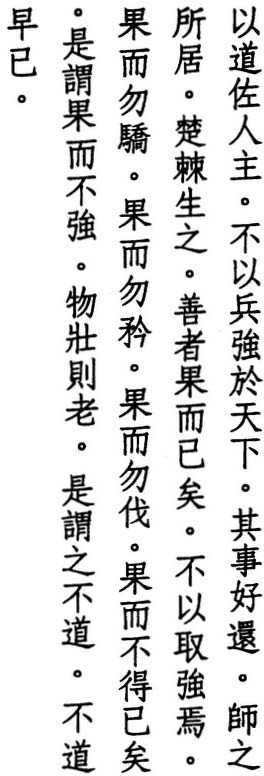 以道佐人主。不以兵強於天下。其事好還。師之
所居。楚棘生之。善者果而已矣。不以取強焉。
果而勿驕。果而勿矜。果而勿伐。果而不得已矣
。是謂果而不強。物壯則老。是謂之不道。不道
早已。